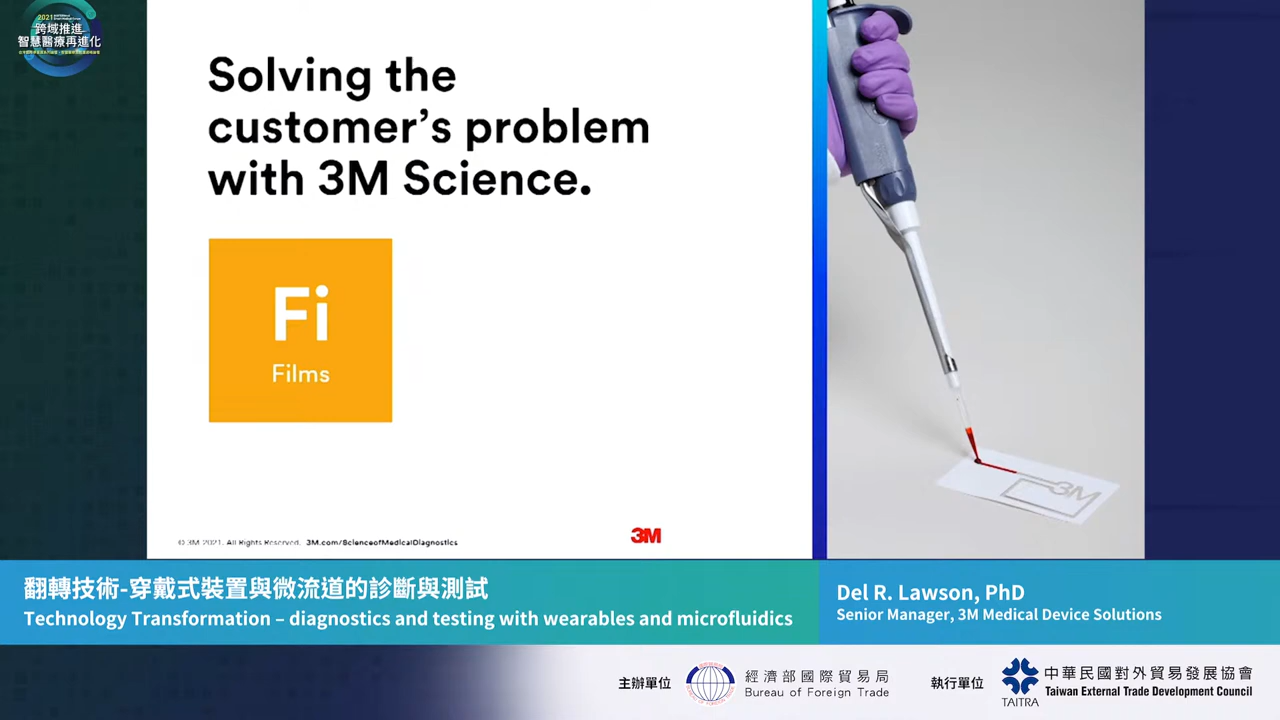 2021
跨域推進
智慧醫療再進化
Solving the
customer's problem
with 3M Science.
Fi
Films
© 3M 2021. All Rights Reserved. 3M.com/ScienceofMedicalDiagnostics
3M
3M
翻轉技術-穿戴式裝置與微流道的診斷與測試
Technology Transformation – diagnostics and testing with wearables and microfluidics
Del R. Lawson, PhD
Senior Manager, 3M Medical Device Solutions
主辦單位
經濟部國際貿易局
Bureau of Foreign Trade
執行單位
TAITRA
中華民國對外貿易發展協會
Taiwan External Trade Development Council